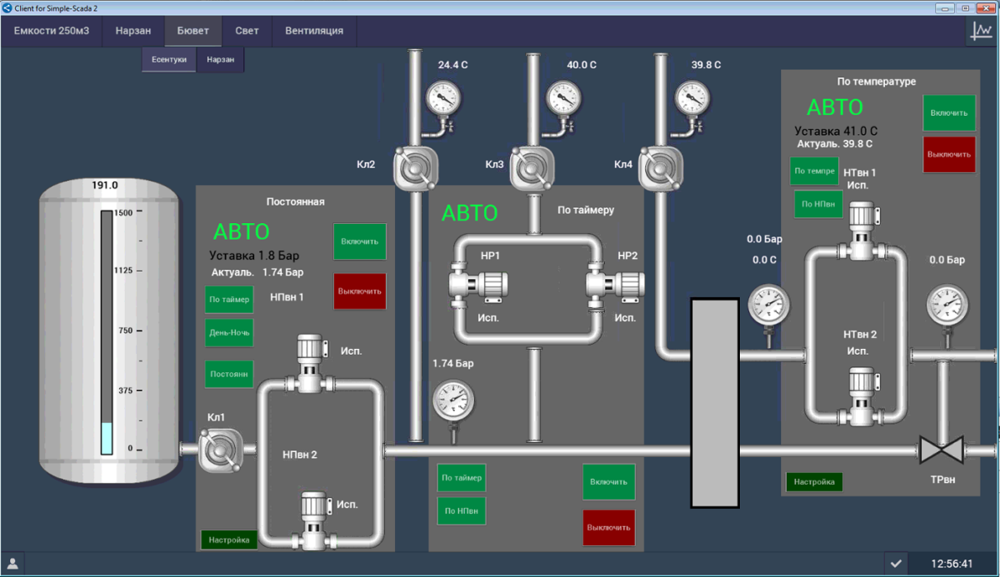 Client for Simple-Scada 2
Емкости 250м3
Нарзан
Бювет
Свет
Вентиляция
Есентуки
Нарзан
24.4 C
40.0 C
39.8 C
Кл2
Кл3
Кл4
191.0
1500
1125
750
375
0
Постоянная
АВТО
Уставка 1.8 Бар
Актуаль. 1.74 Бар
Включить
Выключить
По таймер
День-Ночь
Постоянн
НПвн 1
Исп.
Кл1
НПвн 2
Исп.
Настройка
АВТО
По таймеру
НР1
НР2
Исп.
Исп.
1.74 Бар
По таймер
По НПвн
Включить
Выключить
0.0 Бар
0.0 C
По температуре
АВТО
Уставка 41.0 C
Актуаль. 39.8 C
Включить
Выключить
По темпре
По НПвн
НТвн 1
Исп.
0.0 Бар
НТвн 2
Исп.
ТРвн
Настройка
12:56:41